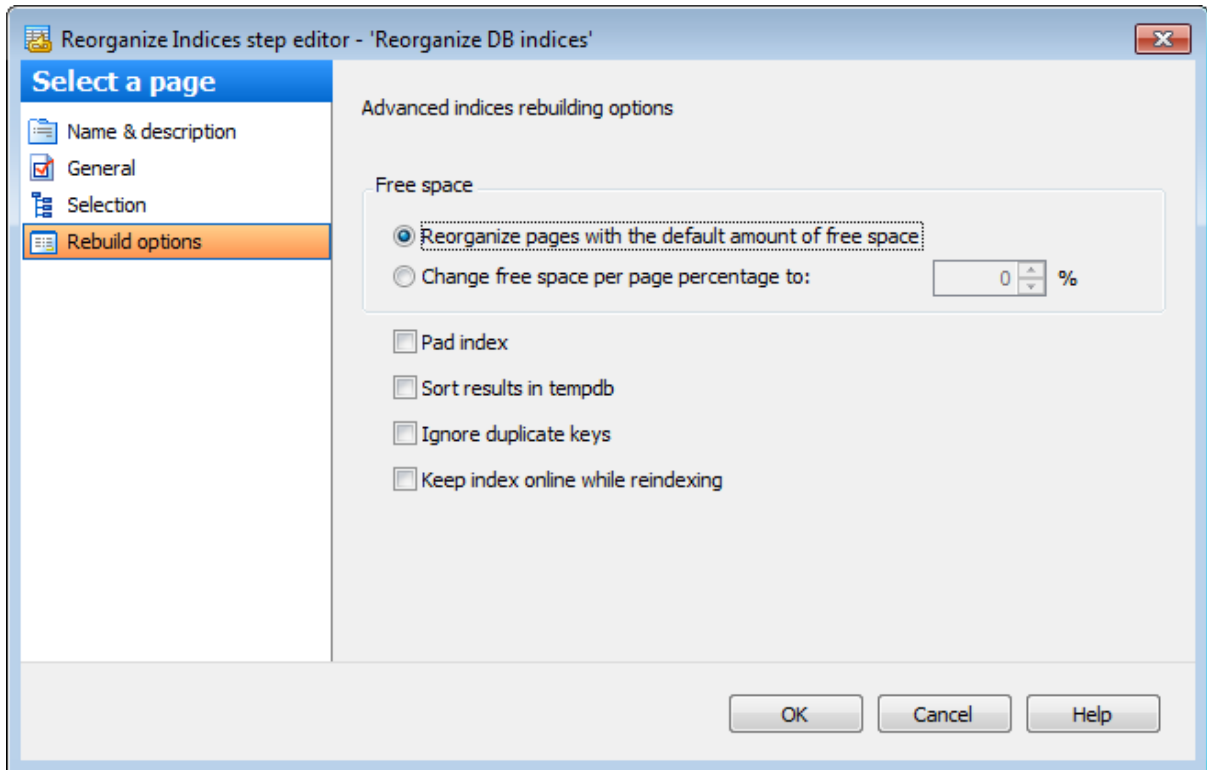 Reorganize Indices step editor - 'Reorganize DB indices'
Select a page
Name & description
General
Selection
Rebuild options
Advanced indices rebuilding options
Free space
Reorganize pages with the default amount of free space
Change free space per page percentage to: 0 %
Pad index
Sort results in tempdb
Ignore duplicate keys
Keep index online while reindexing
OK Cancel Help